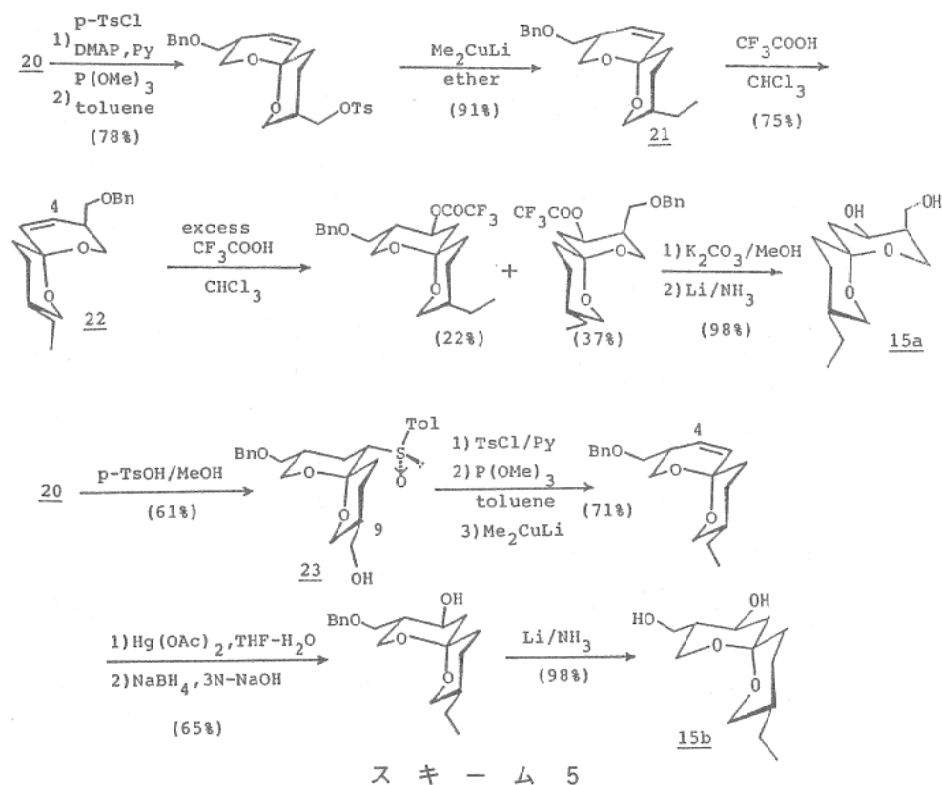 20
1) p-TsCl
DMAP,Py
2) P(OMe)3
toluene
(78%)
BnO
O
O
OTs
Me2CuLi
ether
(91%)
BnO
O
O
21
CF3COOH
CHCl3
(75%)
4
OBn
O
O
22
excess
CF3COOH
CHCl3
OCOCF3
BnO
O
O
(22%)
+
CF3C
O
OBn
O
O
(37%)
1)K2CO3/MeOH
2)Li/NH3
(98%)
OH
OH
O
O
15a
20
p-TsOH/MeOH
(61%)
Tol
S
O
BnO
O
O
9
OH
23
1)TsCl/Py
2)P(OMe)3
toluene
3)Me2CuLi
(71%)
4
BnO
O
O
1)Hg(OAc)2,THF-H2O
2)NaBH4,3N-NaOH
(65%)
OH
BnO
O
O
Li/NH3
(98%)
OH
HO
O
O
15b
スキーム 5